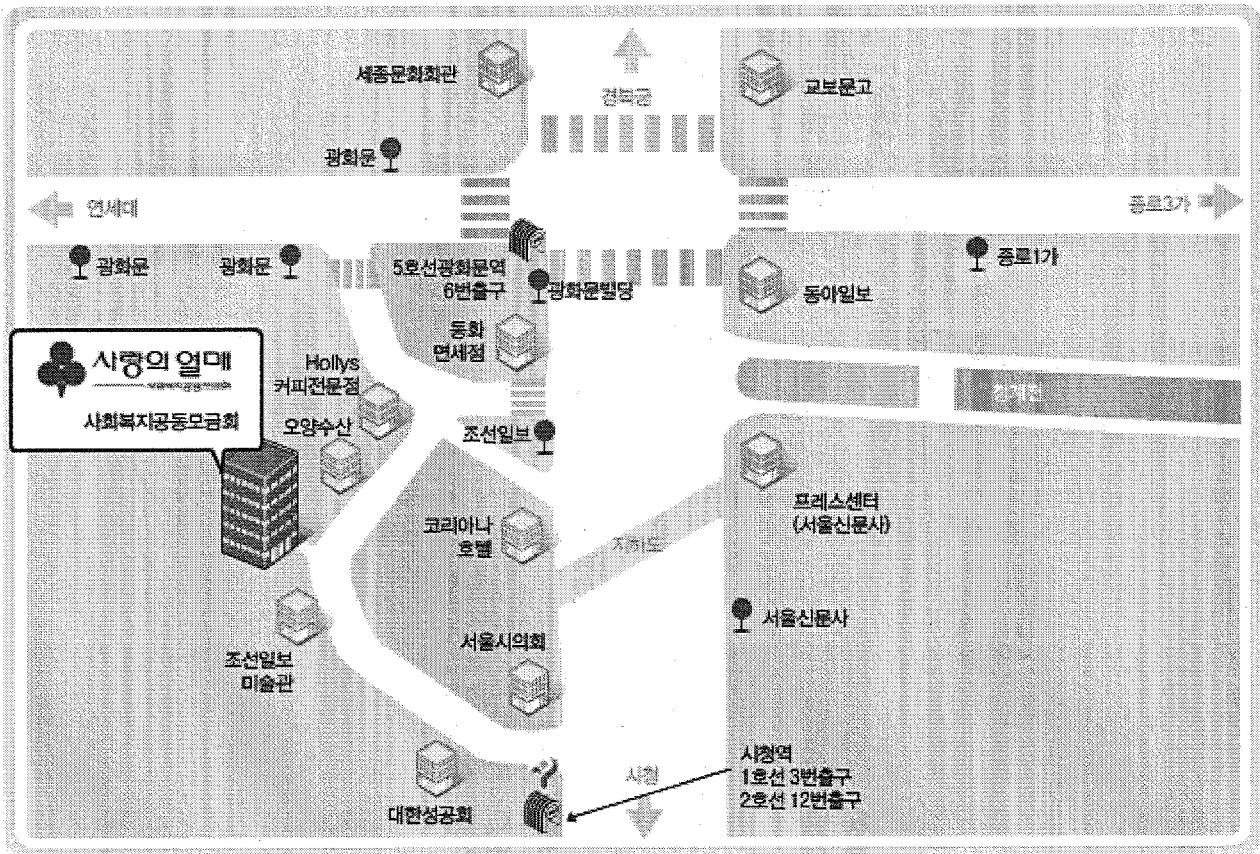 세종문화회관
경복궁
교보문고
광화문
연세대
종로3가
광화문
광화문
5호선광화문역
6번출구
광화문빌딩
종로1가
동아일보
동화
면세점
사랑의열매
사회복지공동모금회
Hollys
커피전문점
오양수산
조선일보
청계천
프레스센터
(서울신문사)
코리아나
호텔
지하도
서울신문사
서울시의회
조선일보
미술관
시청역
1호선 3번출구
2호선 12번출구
시청
대한성공회